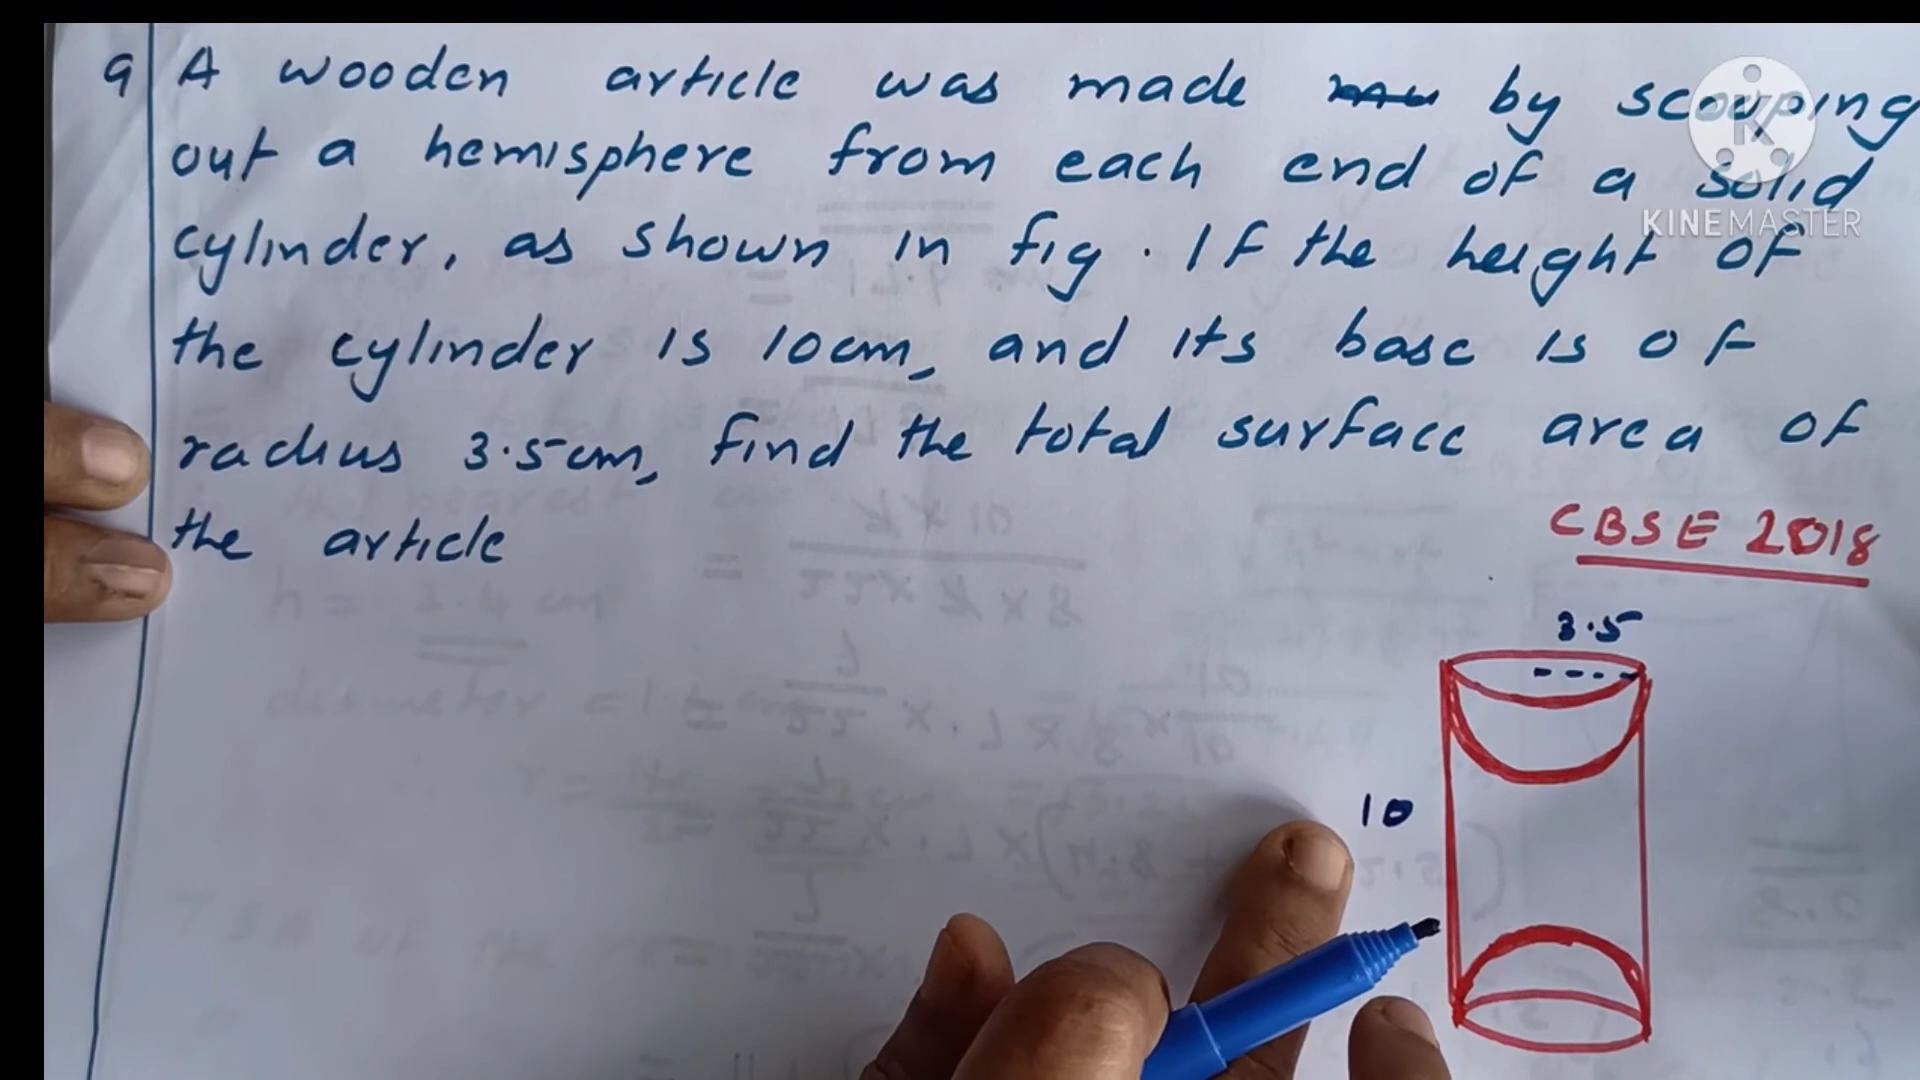 9 A wooden article was made by scooping
out a hemisphere from each end of a solid
cylinder, as shown in fig. If the height of
the cylinder is 10cm, and its base is of
radius 3.5cm, find the total surface area of
the article
CBSE 2018
3.5
10
KINEMASTER